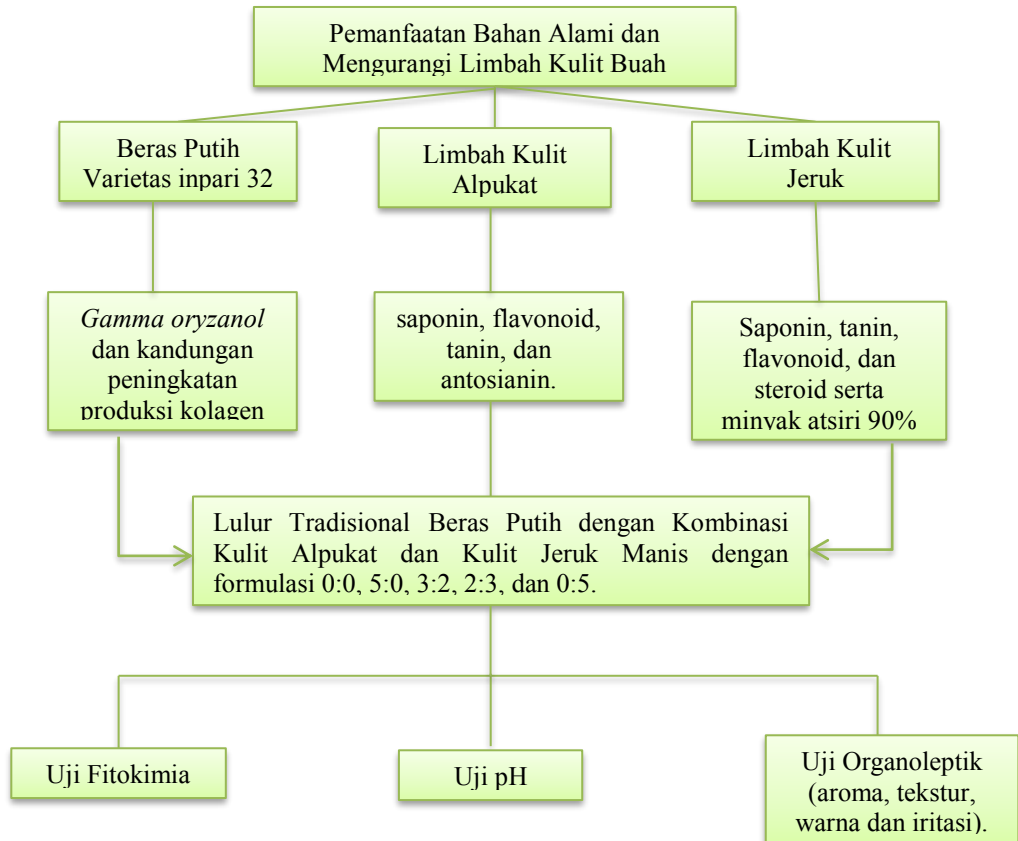 Pemanfaatan Bahan Alami dan
Mengurangi Limbah Kulit Buah
Beras Putih
Varietas inpari 32
Limbah Kulit
Alpukat
Limbah Kulit
Jeruk
Gamma oryzanol
dan kandungan
peningkatan
produksi kolagen
saponin, flavonoid,
tanin, dan
antosianin.
Saponin, tanin,
flavonoid, dan
steroid serta
minyak atsiri 90%
Lulur Tradisional Beras Putih dengan Kombinasi
Kulit Alpukat dan Kulit Jeruk Manis dengan
formulasi 0:0, 5:0, 3:2, 2:3, dan 0:5.
Uji Fitokimia
Uji pH
Uji Organoleptik
(aroma, tekstur,
warna dan iritasi).